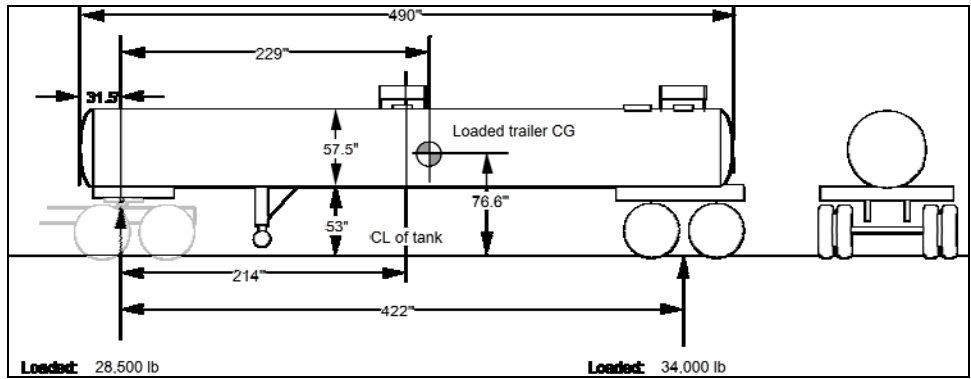 490"
229"
31.5"
Loaded trailer CG
57.5"
76.6"
53"
CL of tank
214"
422"
Loaded: 28,500 lb
Loaded: 34,000 lb